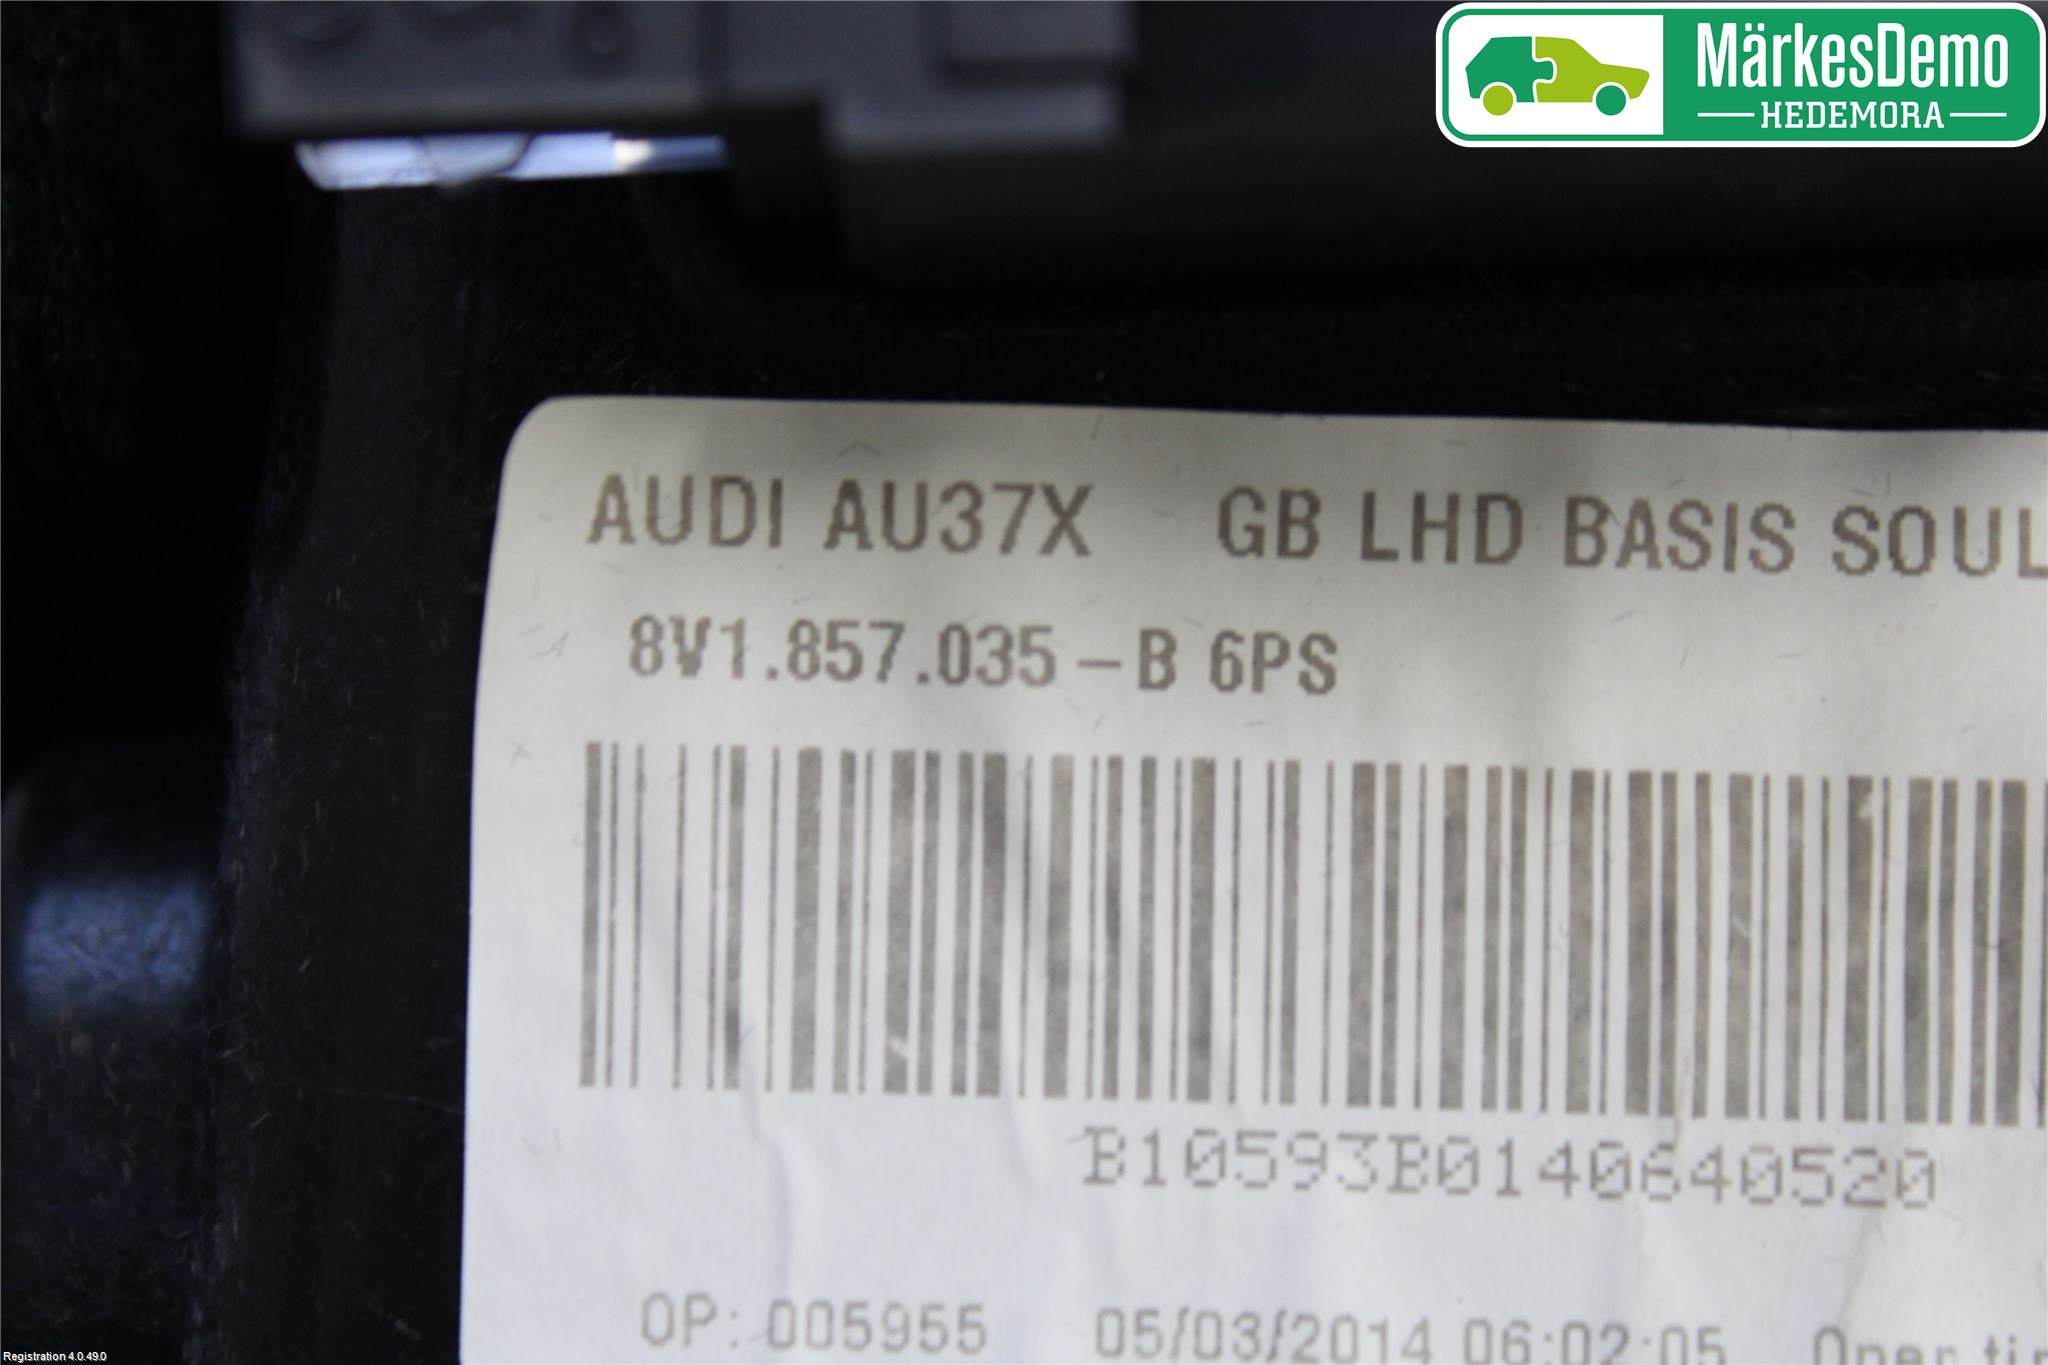 MärkesDemo
HEDEMORA
AUDI AU37X GB LHD BASIS SOUL
8V1.857.035-B 6PS
B10593B0140640520
OP: 005955 05/03/2014 06:02:05 Oper
Registration 4.0.49.0